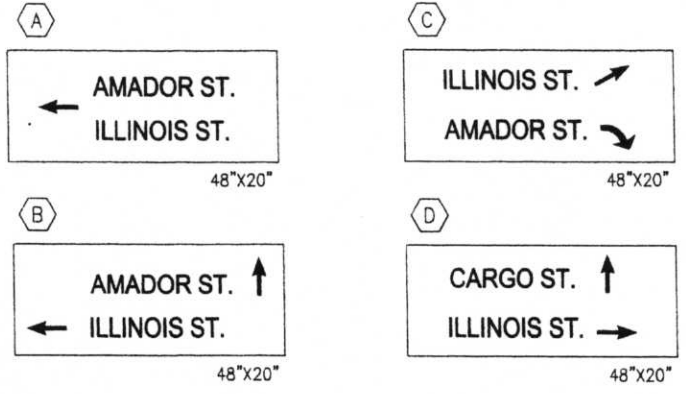 A
AMADOR ST.
ILLINOIS ST.
48"X20"
B
AMADOR ST.
ILLINOIS ST.
48"X20"
C
ILLINOIS ST.
AMADOR ST.
48"X20"
D
CARGO ST.
ILLINOIS ST.
48"X20"